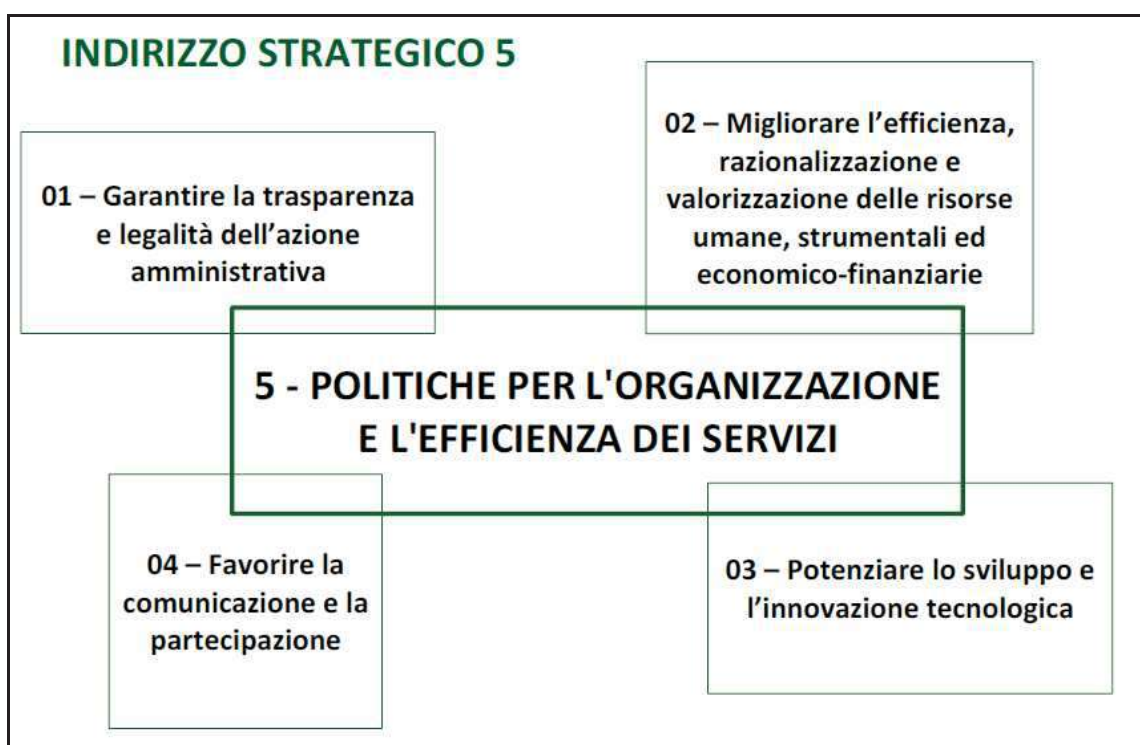 INDIRIZZO STRATEGICO 5
01 – Garantire la trasparenza
e legalità dell’azione
amministrativa
02 – Migliorare l’efficienza,
razionalizzazione e
valorizzazione delle risorse
umane, strumentali ed
economico-finanziarie
5 - POLITICHE PER L'ORGANIZZAZIONE
E L'EFFICIENZA DEI SERVIZI
04 – Favorire la
comunicazione e la
partecipazione
03 – Potenziare lo sviluppo e
l’innovazione tecnologica